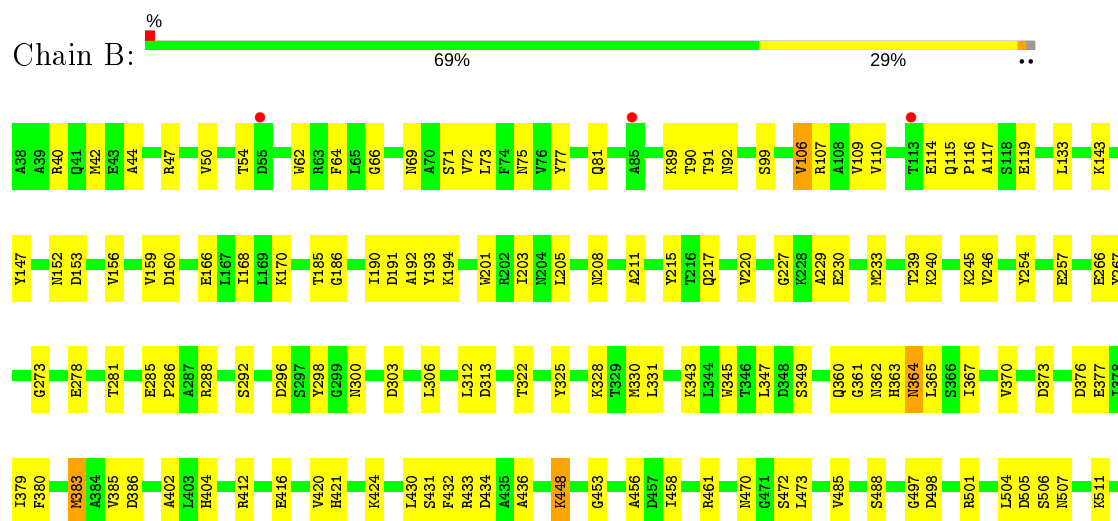 %
Chain B:
69% 29% ••
A38 A39 R40 Q41 M42 E43 A44 R47 V50 T54 D55 W62 R63 F64 L65 G66 N69 A70 S71 V72 L73 F74 N75 V76 Y77 Q81 A85 K89 T90 T91 N92 S99 V106 R107 A108 V109 V110 T113 E114 Q115 P116 A117 S118 E119 L133 K143
Y147 N152 D153 V156 V159 D160 E166 L167 I168 L169 K170 T185 G186 I190 D191 A192 Y193 K194 W201 R202 I203 N204 L205 N208 A211 Y215 T216 Q217 V220 G227 K228 A229 E230 M233 T239 K240 K245 V246 Y254 E257 E266 Y267
G273 E278 T281 E285 P286 A287 R288 S292 D296 S297 Y298 G299 N300 D303 L306 L312 D313 T322 Y325 K328 T329 M330 L331 K343 L344 W345 T346 L347 D348 S349 Q360 G361 N362 H363 N364 L365 S366 I367 V370 D373 D376 E377 I378
I379 F380 M383 A384 V385 D386 A402 L403 H404 R412 E416 V420 H421 K424 L430 S431 F432 R433 D434 A435 A436 K448 G453 A456 D457 I458 R461 N470 G471 S472 L473 V485 S488 G497 D498 R501 L504 D505 S506 N507 K511